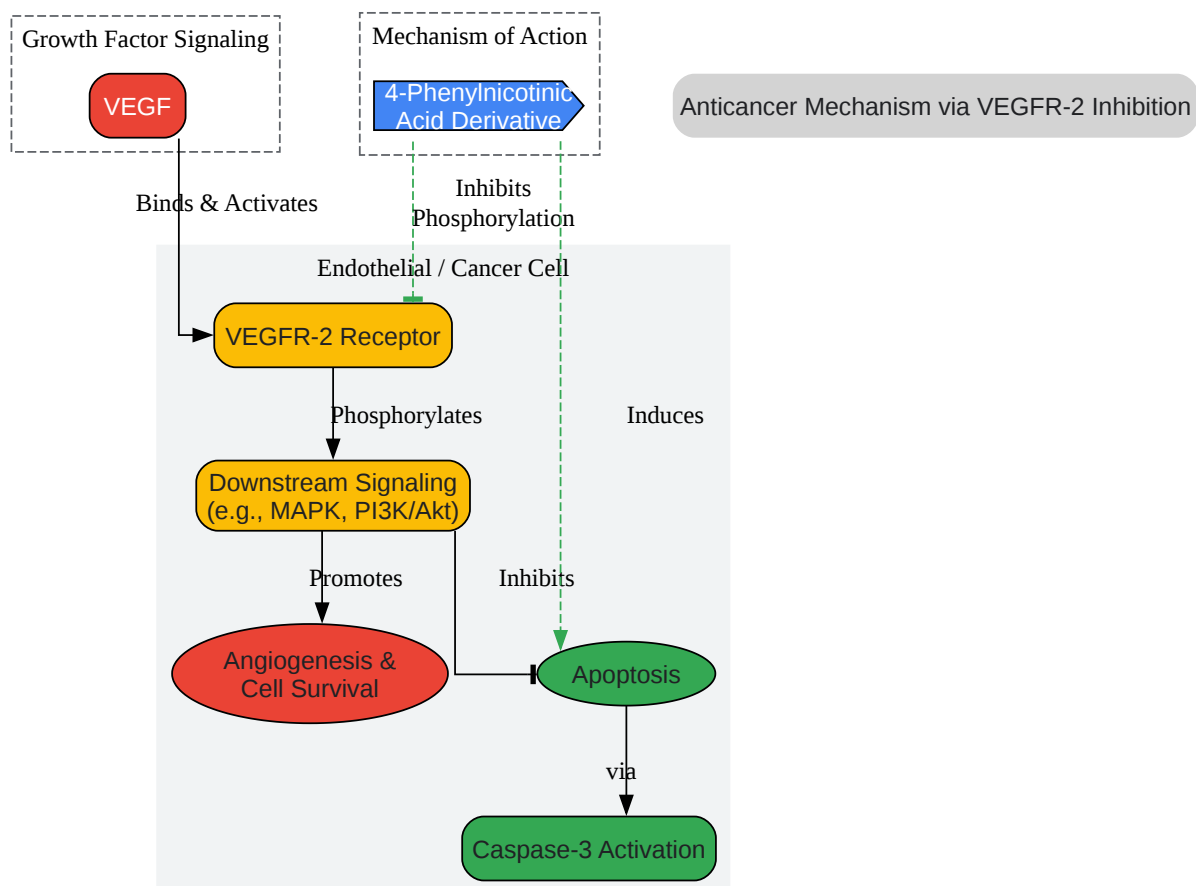 Growth Factor Signaling
VEGF
Mechanism of Action
4-Phenylnicotinic
Acid Derivative
Anticancer Mechanism via VEGFR-2 Inhibition
Binds & Activates
Inhibits
Phosphorylation
Endothelial / Cancer Cell
VEGFR-2 Receptor
Phosphorylates
Induces
Downstream Signaling
(e.g., MAPK, PI3K/Akt)
Promotes
Inhibits
Angiogenesis &
Cell Survival
Apoptosis
via
Caspase-3 Activation